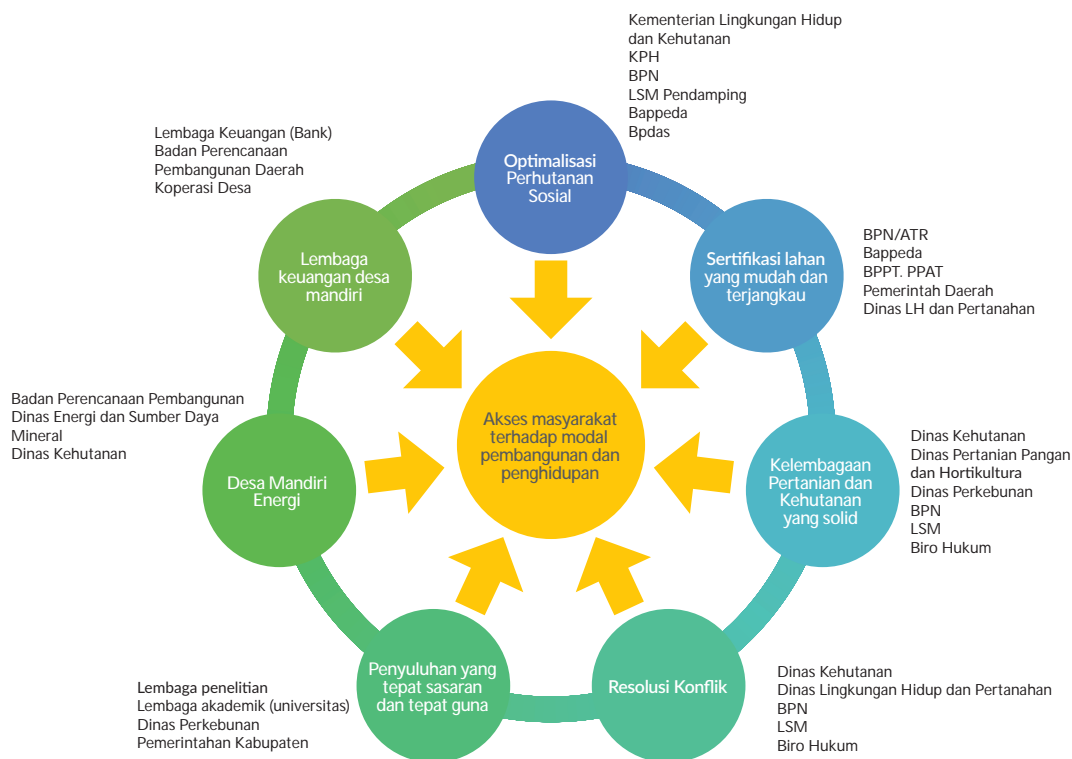 Kementerian Lingkungan Hidup
dan Kehutanan
KPH
BPN
LSM Pendamping
Bappeda
Bpdas
Optimalisasi
Perhutanan
Sosial
BPN/ATR
Bappeda
BPPT. PPAT
Pemerintah Daerah
Dinas LH dan Pertanahan
Sertifikasi lahan
yang mudah dan
terjangkau
Dinas Kehutanan
Dinas Pertanian Pangan
dan Hortikultura
Dinas Perkebunan
BPN
LSM
Biro Hukum
Kelembagaan
Pertanian dan
Kehutanan
yang solid
Dinas Kehutanan
Dinas Lingkungan Hidup dan Pertanahan
BPN
LSM
Biro Hukum
Resolusi Konflik
Penyuluhan yang
tepat sasaran
dan tepat guna
Lembaga penelitian
Lembaga akademik (universitas)
Dinas Perkebunan
Pemerintahan Kabupaten
Desa Mandiri
Energi
Badan Perencanaan Pembangunan
Dinas Energi dan Sumber Daya
Mineral
Dinas Kehutanan
Lembaga
keuangan desa
mandiri
Lembaga Keuangan (Bank)
Badan Perencanaan
Pembangunan Daerah
Koperasi Desa
Akses masyarakat
terhadap modal
pembangunan dan
penghidupan